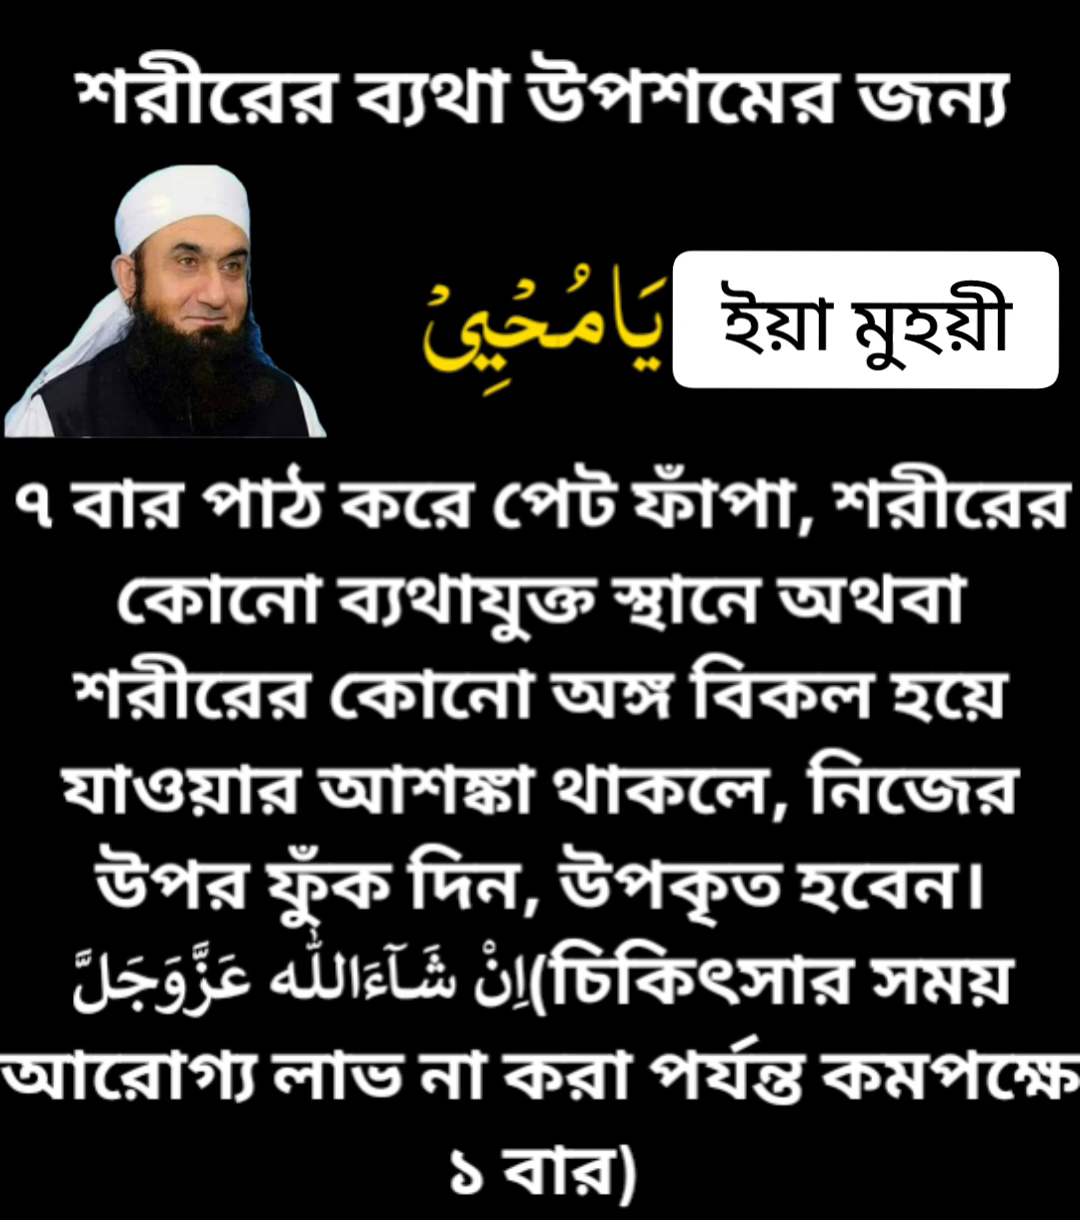 শরীরের ব্যথা উপশমের জন্য
يَا مُحْيِيْ ইয়া মুহয়ী
৭ বার পাঠ করে পেট ফাঁপা, শরীরের
কোনো ব্যথাযুক্ত স্থানে অথবা
শরীরের কোনো অঙ্গ বিকল হয়ে
যাওয়ার আশঙ্কা থাকলে, নিজের
উপর ফুঁক দিন, উপকৃত হবেন।
اِنْ شَآءَاللّٰه عَزَّوَجَلَّ(চিকিৎসার সময়
আরোগ্য লাভ না করা পর্যন্ত কমপক্ষে
১ বার)